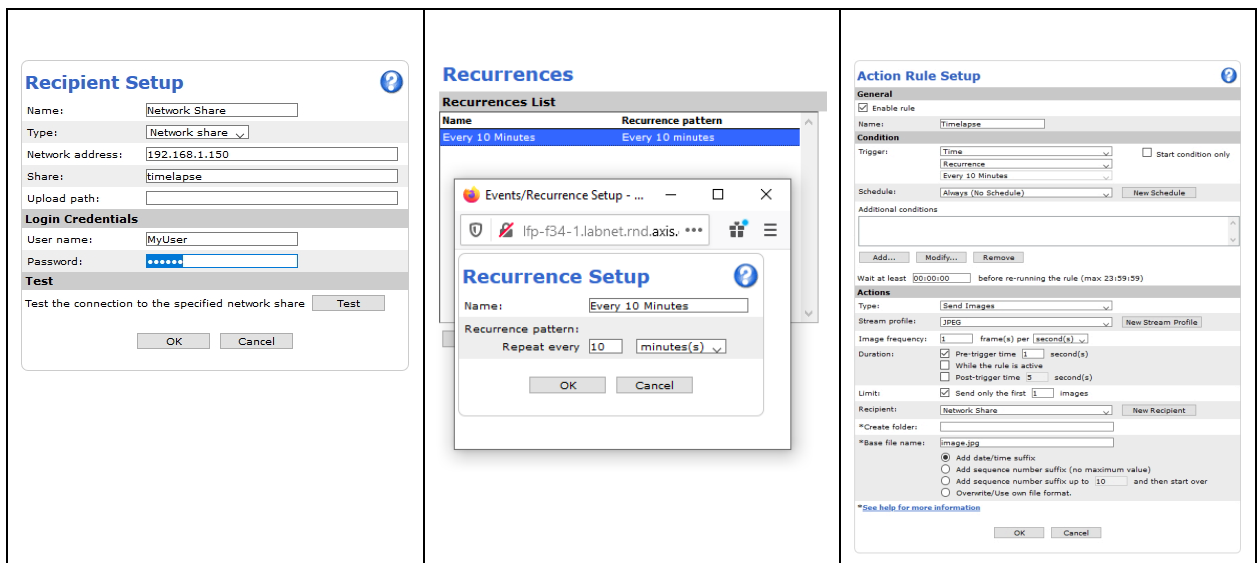 Recipient Setup
Name: Network Share
Type: Network share
Network address: 192.168.1.150
Share: timelapse
Upload path:
Login Credentials
User name: MyUser
Password: ••••••
Test
Test the connection to the specified network share Test
OK Cancel
Recurrences
Recurrences List
Name Recurrence pattern
Every 10 Minutes Every 10 minutes
Events/Recurrence Setup - ...
lfp-f34-1.labnet.rnd.axis.
Recurrence Setup
Name: Every 10 Minutes
Recurrence pattern:
Repeat every 10 minutes(s)
OK Cancel
Action Rule Setup
General
Enable rule
Name: Timelapse
Condition
Trigger: Time Start condition only
Recurrence
Every 10 Minutes
Schedule: Always (No Schedule) New Schedule
Additional conditions
Add... Modify... Remove
Wait at least 00:00:00 before re-running the rule (max 23:59:59)
Actions
Type: Send Images
Stream profile: JPEG New Stream Profile
Image frequency: 1 frame(s) per second(s)
Duration: Pre-trigger time 1 second(s)
While the rule is active
Post-trigger time 5 second(s)
Limit: Send only the first 1 images
Recipient: Network Share New Recipient
*Create folder:
*Base file name: image.jpg
Add date/time suffix
Add sequence number suffix (no maximum value)
Add sequence number suffix up to 10 and then start over
Overwrite/Use own file format.
*See help for more information
OK Cancel